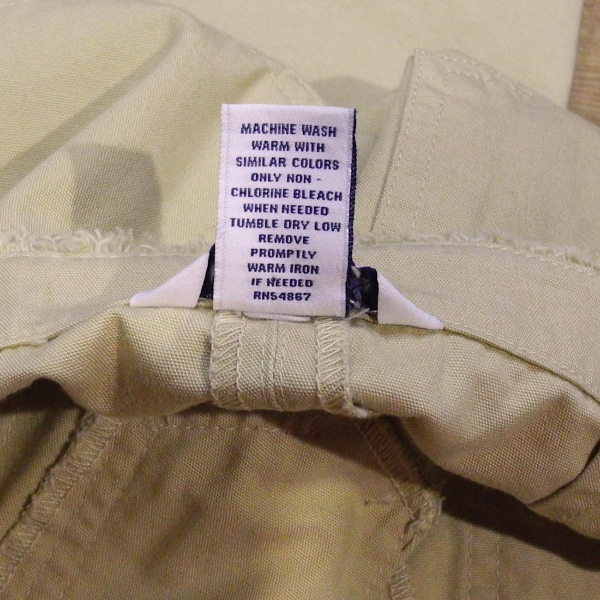 MACHINE WASH
WARM WITH
SIMILAR COLORS
ONLY NON -
CHLORINE BLEACH
WHEN NEEDED
TUMBLE DRY LOW
REMOVE
PROMPTLY
WARM IRON
IF NEEDED
RN54867